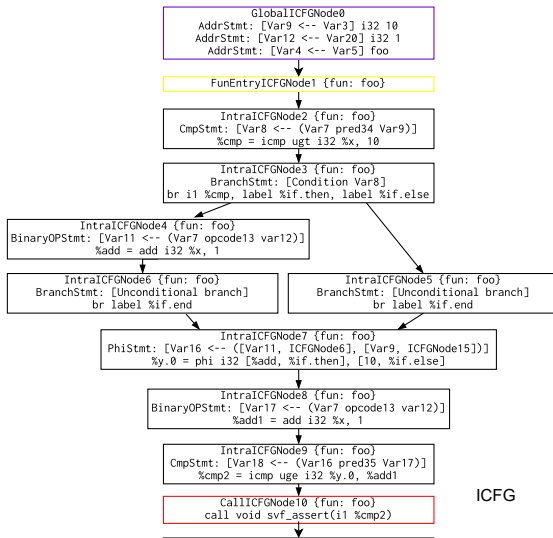 GlobalICFGNode0
AddrStmt: [Var9 <-- Var3] i32 10
AddrStmt: [Var12 <-- Var20] i32 1
AddrStmt: [Var4 <-- Var5] foo
FunEntryICFGNode1 {fun: foo}
IntraICFGNode2 {fun: foo}
CmpStmt: [Var8 <-- (Var7 pred34 Var9)]
%cmp = icmp ugt i32 %x, 10
IntraICFGNode3 {fun: foo}
BranchStmt: [Condition Var8]
br i1 %cmp, label %if.then, label %if.else
IntraICFGNode4 {fun: foo}
BinaryOPStmt: [Var11 <-- (Var7 opcode13 var12)]
%add = add i32 %x, 1
IntraICFGNode6 {fun: foo}
BranchStmt: [Unconditional branch]
br label %if.end
IntraICFGNode5 {fun: foo}
BranchStmt: [Unconditional branch]
br label %if.end
IntraICFGNode7 {fun: foo}
PhiStmt: [Var16 <-- ([Var11, ICFGNode6], [Var9, ICFGNode15])]
%y.0 = phi i32 [%add, %if.then], [10, %if.else]
IntraICFGNode8 {fun: foo}
BinaryOPStmt: [Var17 <-- (Var7 opcode13 var12)]
%add1 = add i32 %x, 1
IntraICFGNode9 {fun: foo}
CmpStmt: [Var18 <-- (Var16 pred35 Var17)]
%cmp2 = icmp uge i32 %y.0, %add1
CallICFGNode10 {fun: foo}
call void svf_assert(i1 %cmp2)
ICFG